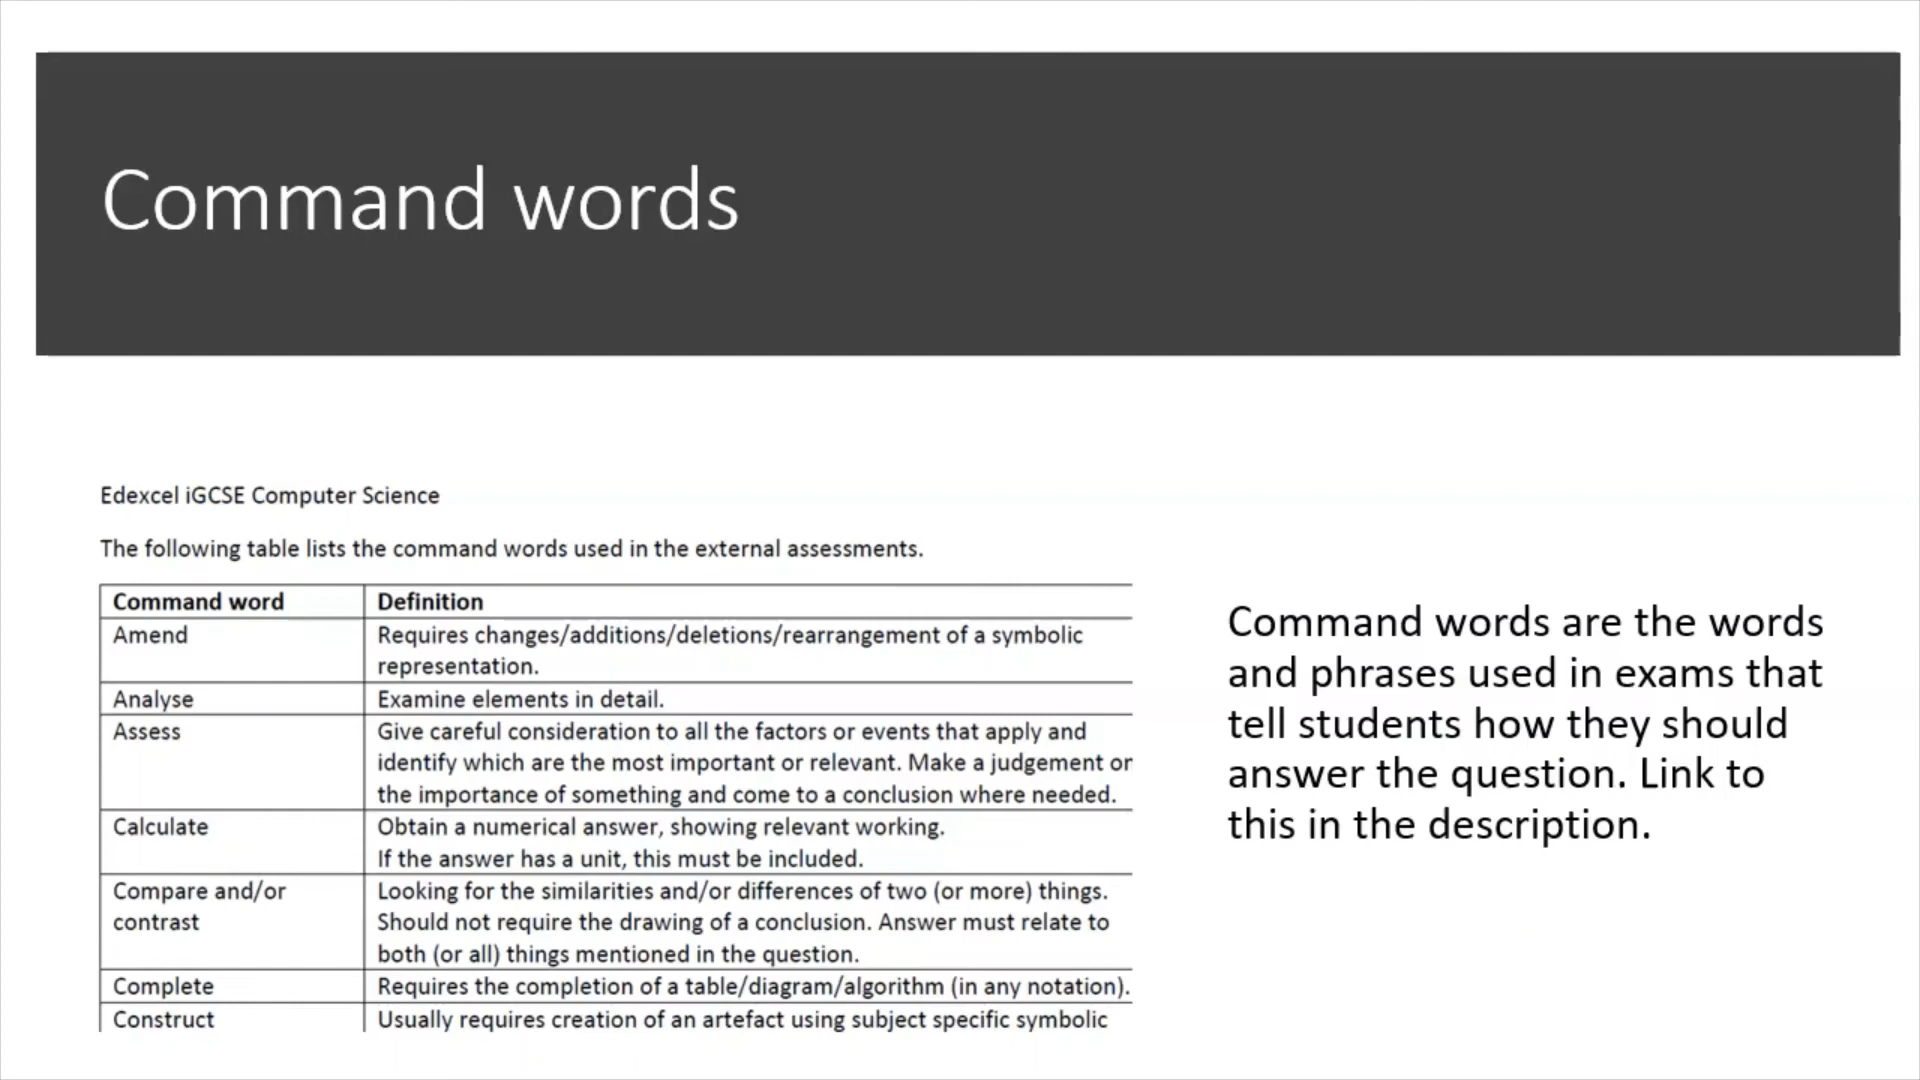 Command words
Edexcel iGCSE Computer Science
The following table lists the command words used in the external assessments.
Command word Definition
Amend Requires changes/additions/deletions/rearrangement of a symbolic
representation.
Analyse Examine elements in detail.
Assess Give careful consideration to all the factors or events that apply and
identify which are the most important or relevant. Make a judgement or
the importance of something and come to a conclusion where needed.
Calculate Obtain a numerical answer, showing relevant working.
If the answer has a unit, this must be included.
Compare and/or Looking for the similarities and/or differences of two (or more) things.
contrast Should not require the drawing of a conclusion. Answer must relate to
both (or all) things mentioned in the question.
Complete Requires the completion of a table/diagram/algorithm (in any notation).
Construct Usually requires creation of an artefact using subject specific symbolic
Command words are the words
and phrases used in exams that
tell students how they should
answer the question. Link to
this in the description.